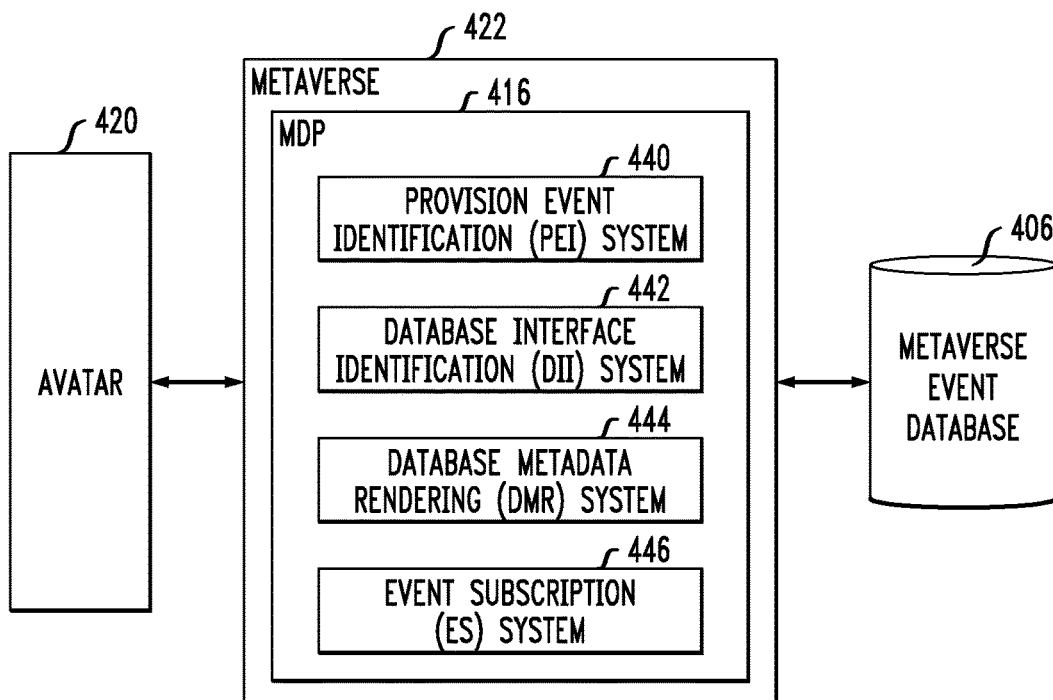 422
METAVERSE
416
MDP
420
AVATAR
440
PROVISION EVENT
IDENTIFICATION (PEI) SYSTEM
442
DATABASE INTERFACE
IDENTIFICATION (DII) SYSTEM
444
DATABASE METADATA
RENDERING (DMR) SYSTEM
446
EVENT SUBSCRIPTION
(ES) SYSTEM
406
METAVERSE
EVENT
DATABASE